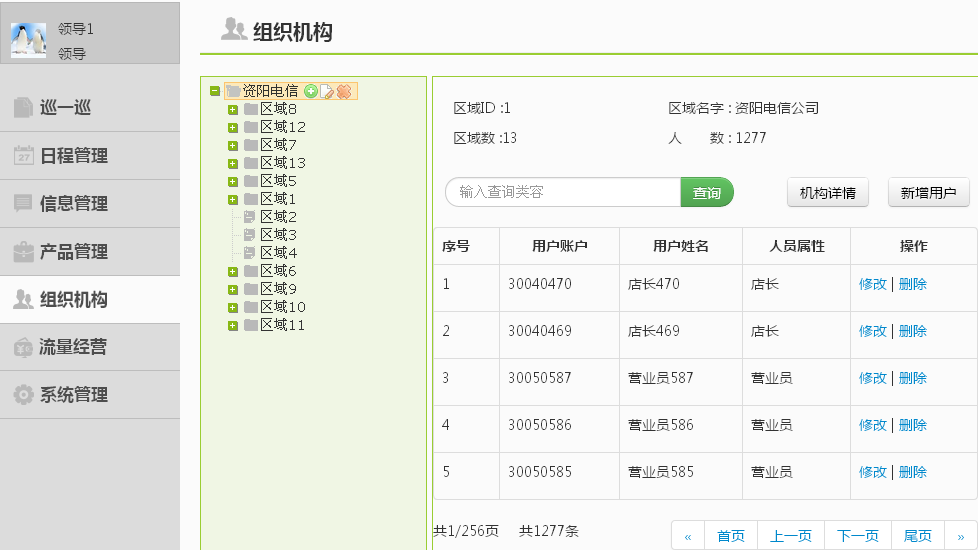 领导1
领导
巡一巡
27
日程管理
信息管理
产品管理
组织机构
流量经营
系统管理
组织机构
资阳电信
区域8
区域12
区域7
区域13
区域5
区域1
区域2
区域3
区域4
区域6
区域9
区域10
区域11
区域ID :1 区域名字 : 资阳电信公司
区域数 :13 人 数 : 1277
输入查询类容 查询 机构详情 新增用户
序号 用户账户 用户姓名 人员属性 操作
1 30040470 店长470 店长 修改 | 删除
2 30040469 店长469 店长 修改 | 删除
3 30050587 营业员587 营业员 修改 | 删除
4 30050586 营业员586 营业员 修改 | 删除
5 30050585 营业员585 营业员 修改 | 删除
共1/256页 共1277条 « 首页 上一页 下一页 尾页 »